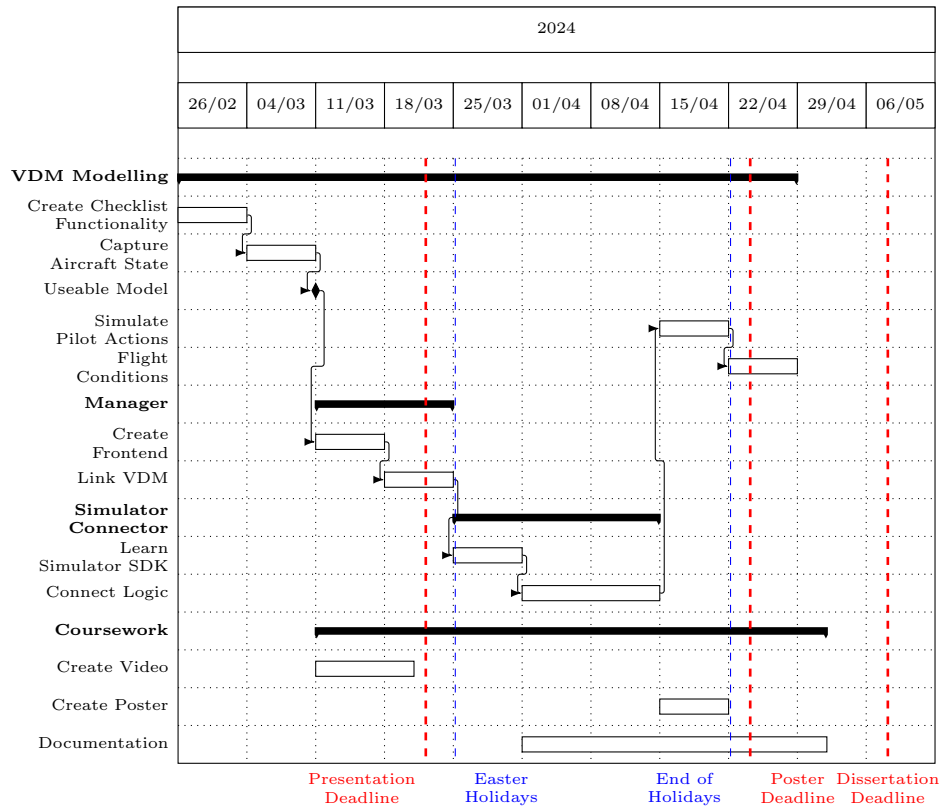 2024
26/02 04/03 11/03 18/03 25/03 01/04 08/04 15/04 22/04 29/04 06/05
VDM Modelling
Create Checklist
Functionality
Capture
Aircraft State
Useable Model
Simulate
Pilot Actions
Flight
Conditions
Manager
Create
Frontend
Link VDM
Simulator
Connector
Learn
Simulator SDK
Connect Logic
Coursework
Create Video
Create Poster
Documentation
Presentation
Deadline
Easter
Holidays
End of
Holidays
Poster
Deadline
Dissertation
Deadline